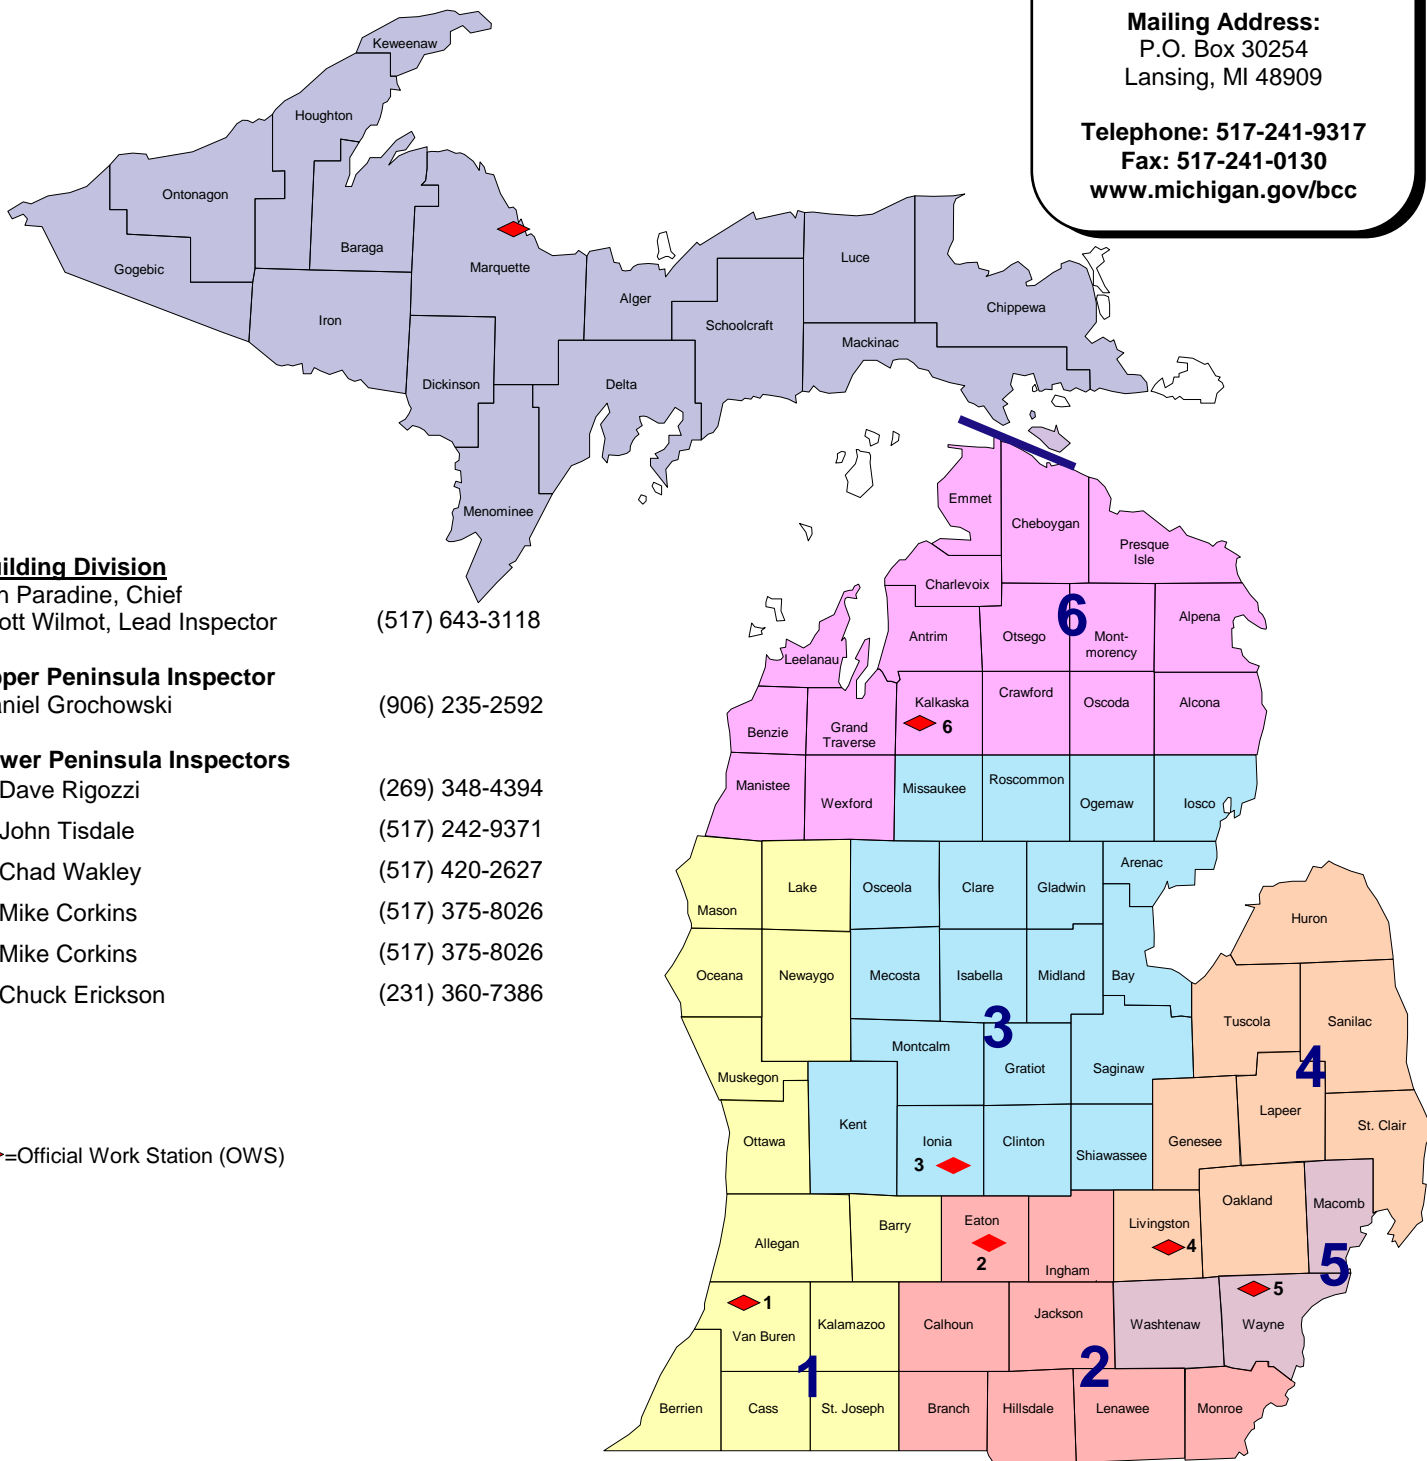 Mailing Address:
P.O. Box 30254
Lansing, MI 48909
Telephone: 517-241-9317
Fax: 517-241-0130
www.michigan.gov/bcc
Keweenaw
Houghton
Ontonagon
Baraga
Gogebic
Marquette
Iron
Alger
Luce
Schoolcraft
Chippewa
Mackinac
Dickinson
Delta
Menominee
Emmet
Cheboygan
Presque
Isle
Charlevoix
6
Antrim
Otsego
Mont-
morency
Alpena
Leelanau
Kalkaska
Crawford
Oscoda
Alcona
6
Benzie
Grand
Traverse
Manistee
Wexford
Missaukee
Roscommon
Ogemaw
Iosco
ilding Division
n Paradine, Chief
ott Wilmot, Lead Inspector (517) 643-3118
per Peninsula Inspector
niel Grochowski (906) 235-2592
wer Peninsula Inspectors
Dave Rigozzi (269) 348-4394
John Tisdale (517) 242-9371
Chad Wakley (517) 420-2627
Mike Corkins (517) 375-8026
Mike Corkins (517) 375-8026
Chuck Erickson (231) 360-7386
=Official Work Station (OWS)
Mason
Lake
Osceola
Clare
Gladwin
Arenac
Huron
Oceana
Newaygo
Mecosta
Isabella
Midland
Bay
3
Tuscola
Sanilac
4
Muskegon
Montcalm
Gratiot
Saginaw
Lapeer
St. Clair
Ottawa
Kent
Ionia
3
Clinton
Shiawassee
Genesee
Oakland
Macomb
Allegan
Barry
Eaton
2
Ingham
Livingston
4
5
1
Van Buren
Kalamazoo
Calhoun
Jackson
Washtenaw
Wayne
5
1
2
Berrien
Cass
St. Joseph
Branch
Hillsdale
Lenawee
Monroe